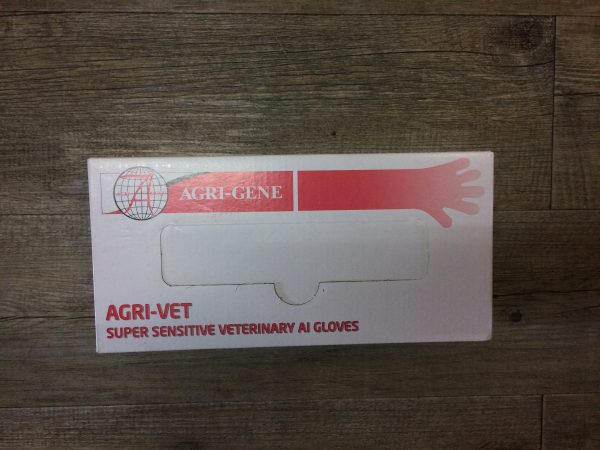 A
AGRI-GENE
AGRI-VET
SUPER SENSITIVE VETERINARY AI GLOVES